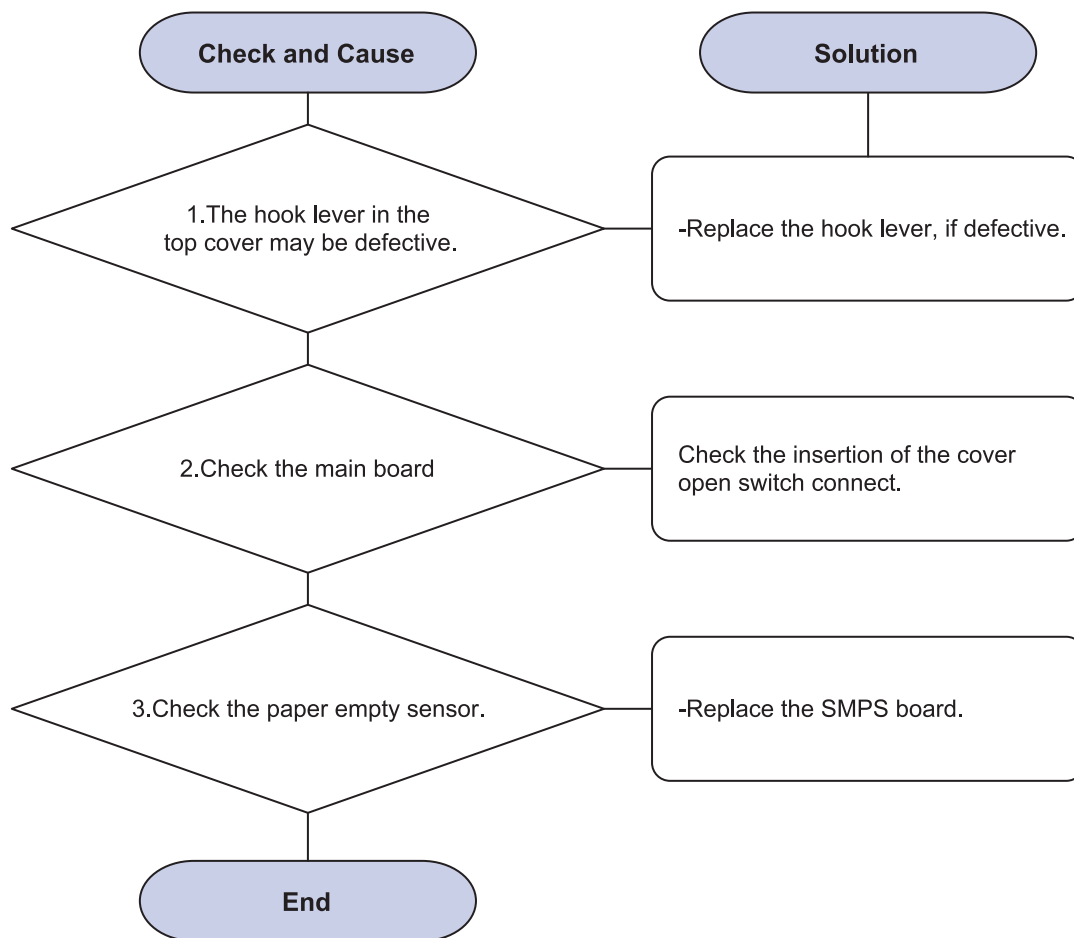 Check and Cause
Solution
1.The hook lever in the
top cover may be defective.
-Replace the hook lever, if defective.
2.Check the main board
Check the insertion of the cover
open switch connect.
3.Check the paper empty sensor.
-Replace the SMPS board.
End